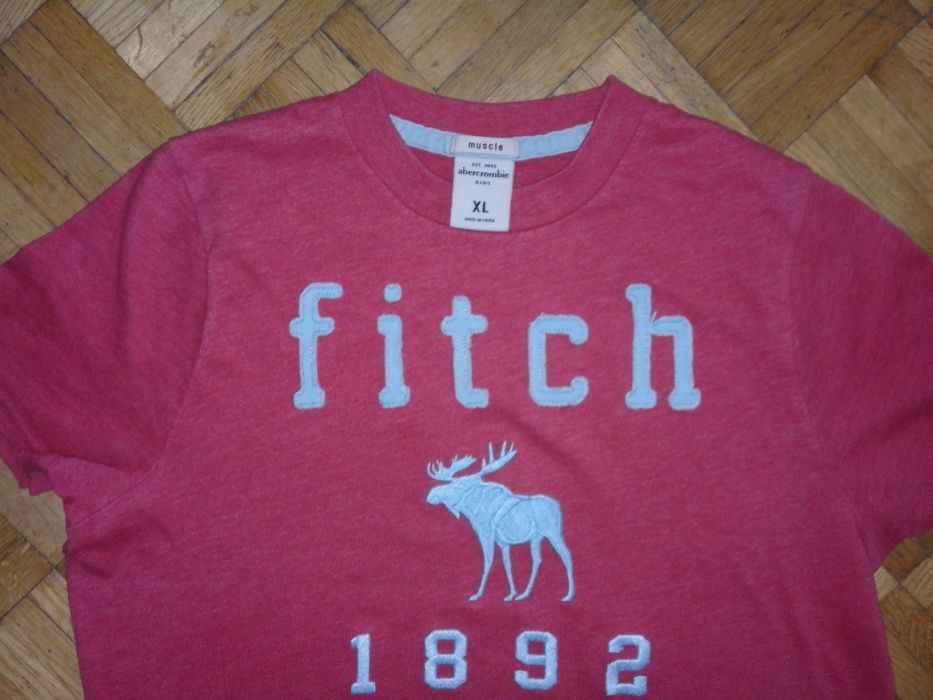 muscle
EST. 1892
abercrombie
KIDS
XL
fitch
1892